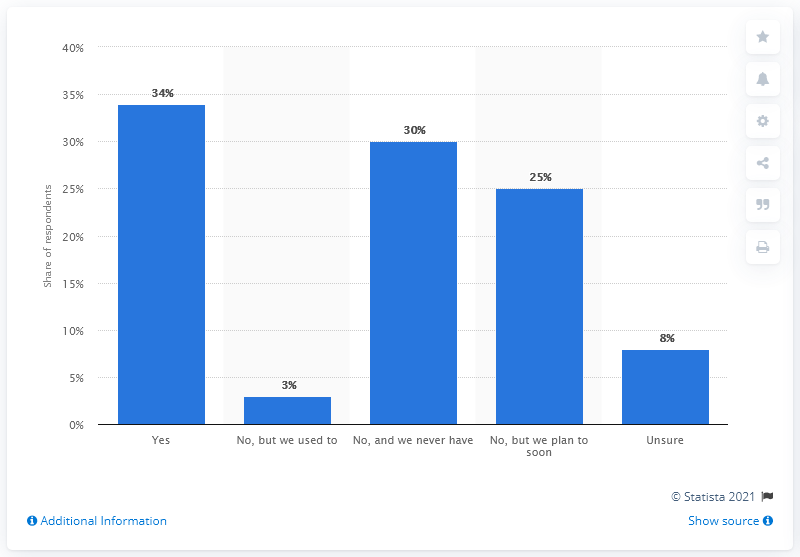 40%
35%
30%
25%
20%
15%
10%
5%
0%
Share of respondents
34%
3%
30%
25%
8%
Yes
No, but we used to
No, and we never have
No, but we plan to
soon
Unsure
© Statista 2021
Additional Information
Show source